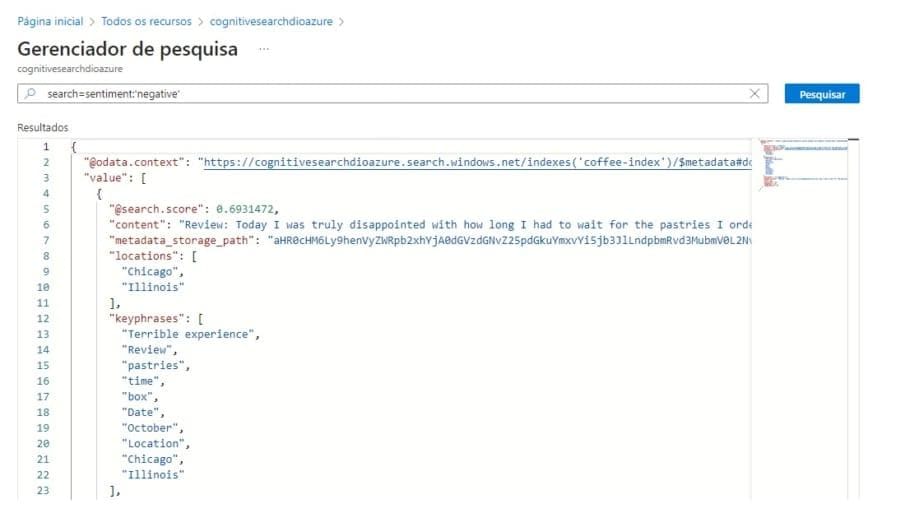 Página inicial > Todos os recursos > cognitivesearchdioazure >
Gerenciador de pesquisa ...
cognitivesearchdioazure
search=sentiment:'negative'
Pesquisar
Resultados
1 {
2 "@odata.context": "https://cognitivesearchdioazure.search.windows.net/indexes('coffee-index')/$metadata#do
3 "value": [
4 {
5 "@search.score": 0.6931472,
6 "content": "Review: Today I was truly disappointed with how long I had to wait for the pastries I orde
7 "metadata_storage_path":
8 "locations": [
9 "Chicago",
10 "Illinois"
11 ],
12 "keyphrases": [
13 "Terrible experience",
14 "Review",
15 "pastries",
16 "time",
17 "box",
18 "Date",
19 "October",
20 "Location",
21 "Chicago",
22 "Illinois"
23 ],